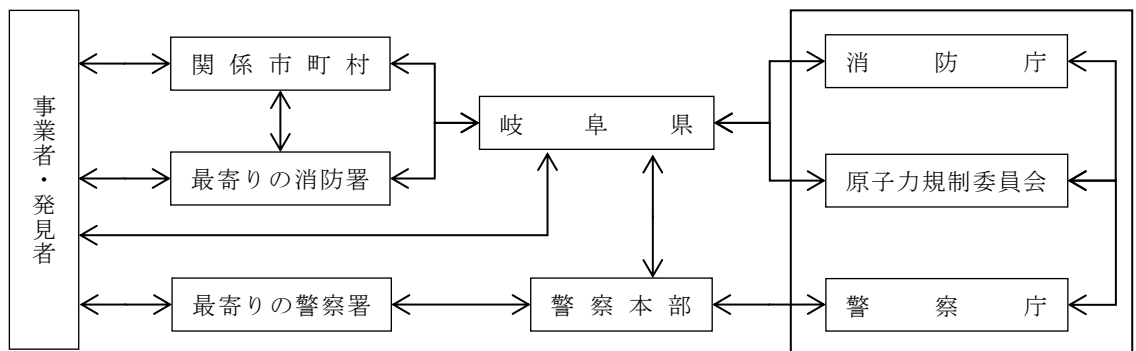 事業者・発見者
関係市町村
最寄りの消防署
最寄りの警察署
岐阜県
警察本部
消防庁
原子力規制委員会
警察庁